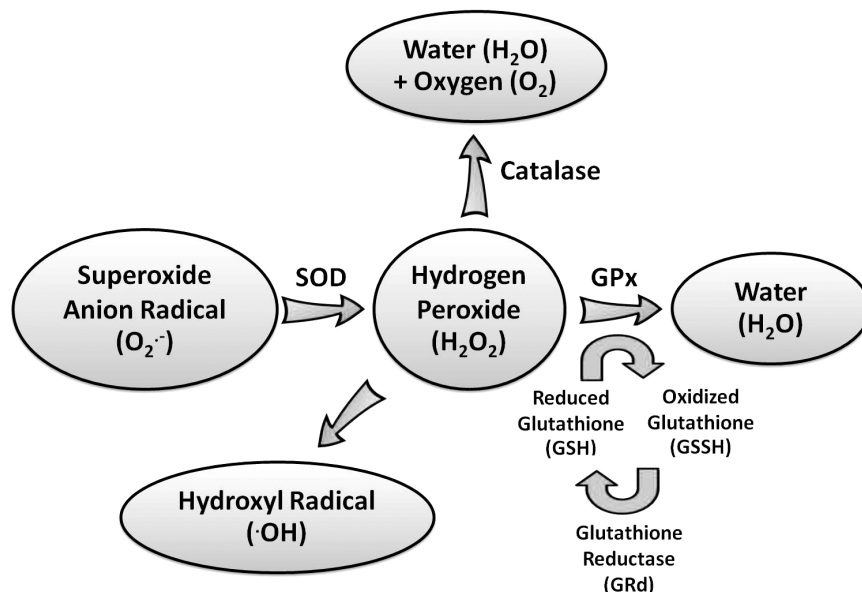 Water (H₂O)
+ Oxygen (O₂)
Catalase
Superoxide
Anion Radical
(O₂·-)
SOD
Hydrogen
Peroxide
(H₂O₂)
GPx
Water
(H₂O)
Reduced
Glutathione
(GSH)
Oxidized
Glutathione
(GSSH)
Hydroxyl Radical
(·OH)
Glutathione
Reductase
(GRd)